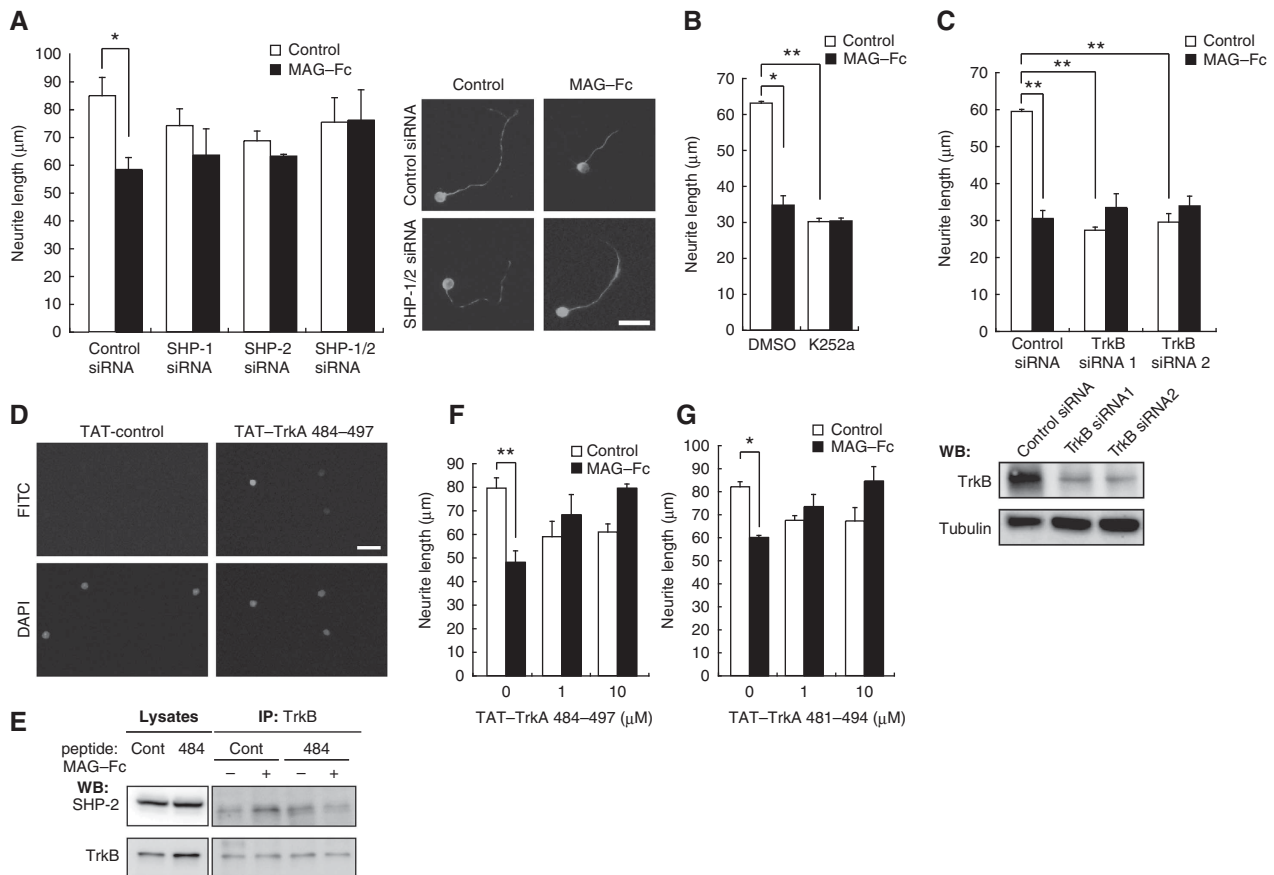 A
Control
MAG–Fc
*
Neurite length (μm)
100
90
80
70
60
50
40
30
20
10
0
Control siRNA
SHP-1 siRNA
SHP-2 siRNA
SHP-1/2 siRNA
Control
MAG–Fc
Control siRNA
SHP-1/2 siRNA
B
Control
MAG–Fc
**
*
Neurite length (μm)
70
60
50
40
30
20
10
0
DMSO
K252a
C
Control
MAG–Fc
**
**
**
Neurite length (μm)
70
60
50
40
30
20
10
0
Control siRNA
TrkB siRNA 1
TrkB siRNA 2
Control siRNA
TrkB siRNA1
TrkB siRNA2
WB:
TrkB
Tubulin
D
TAT-control
TAT–TrkA 484–497
FITC
DAPI
E
Lysates
IP: TrkB
peptide:
Cont
484
Cont
484
MAG–Fc
–
+
–
+
WB:
SHP-2
TrkB
F
Control
MAG–Fc
**
Neurite length (μm)
90
80
70
60
50
40
30
20
10
0
0
1
10
TAT–TrkA 484–497 (μM)
G
Control
MAG–Fc
*
Neurite length (μm)
100
90
80
70
60
50
40
30
20
10
0
0
1
10
TAT–TrkA 481–494 (μM)